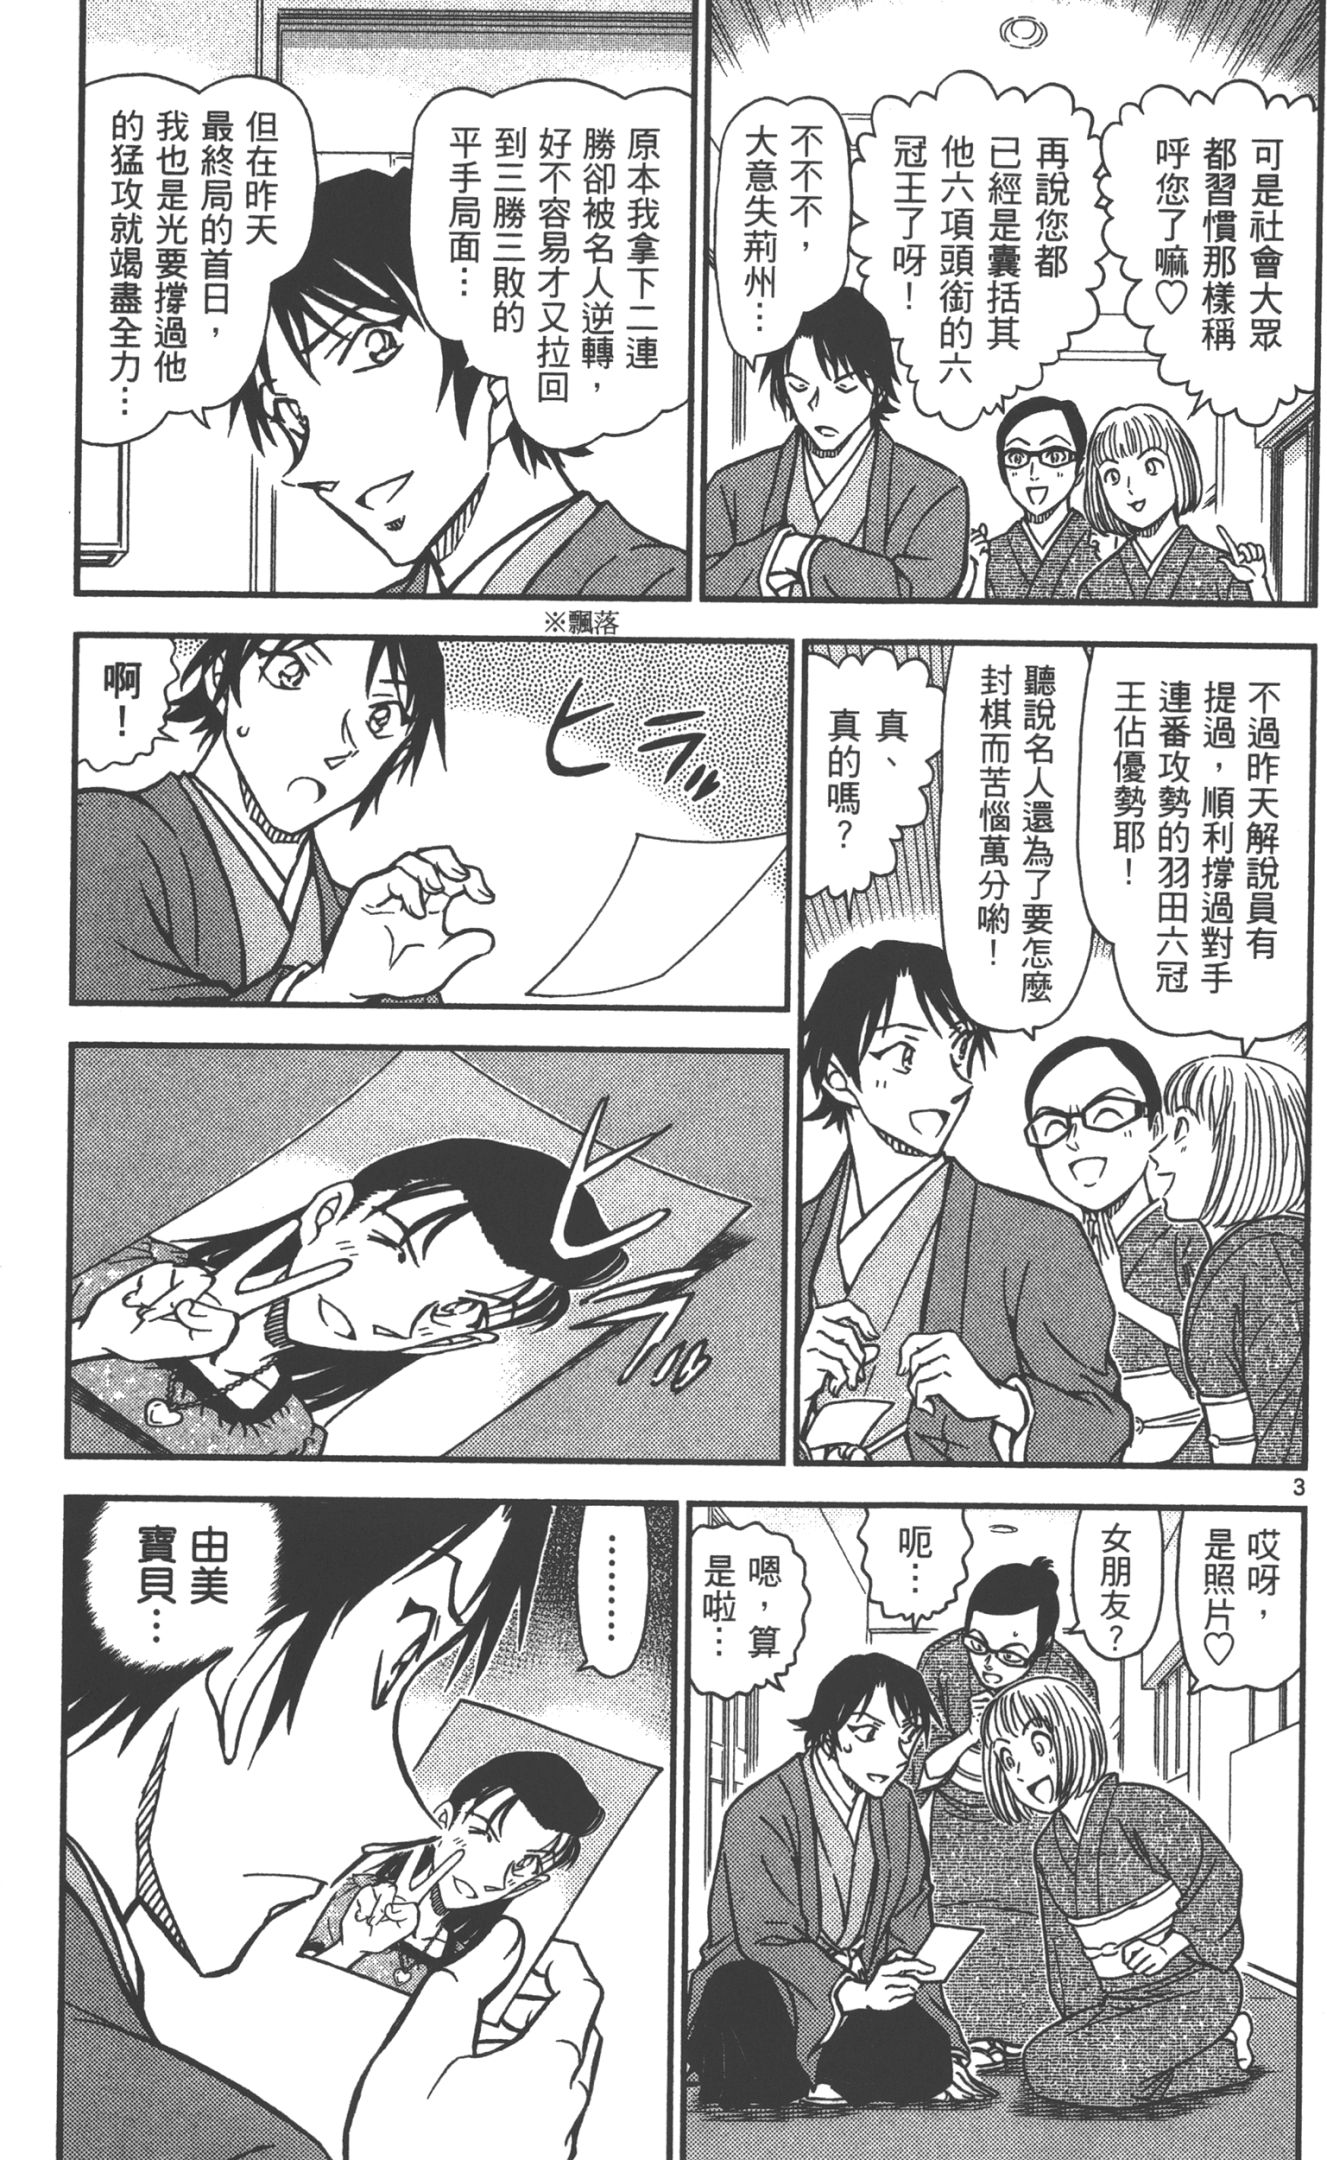 可是社會大眾
都習慣那樣稱
呼您了嘛♡
再說您都
已經是囊括其
他六項頭銜的六
冠王了呀！
不不不，
大意失荊州…
原本我拿下二連
勝卻被名人逆轉，
好不容易才又拉回
到三勝三敗的
平手局面…
但在昨天
最終局的首日，
我也是光要撐過他
的猛攻就竭盡全力…
不過昨天解說員有
提過，順利撐過對手
連番攻勢的羽田六冠
王佔優勢耶！
聽說名人還為了要怎麼
封棋而苦惱萬分喲！
真、
真的嗎？
※飄落
ヒラッ
啊！
ヒラッ
3
哎呀，
是照片♡
女朋友？
呃…
嗯，算
是啦…
………
由美
寶貝…